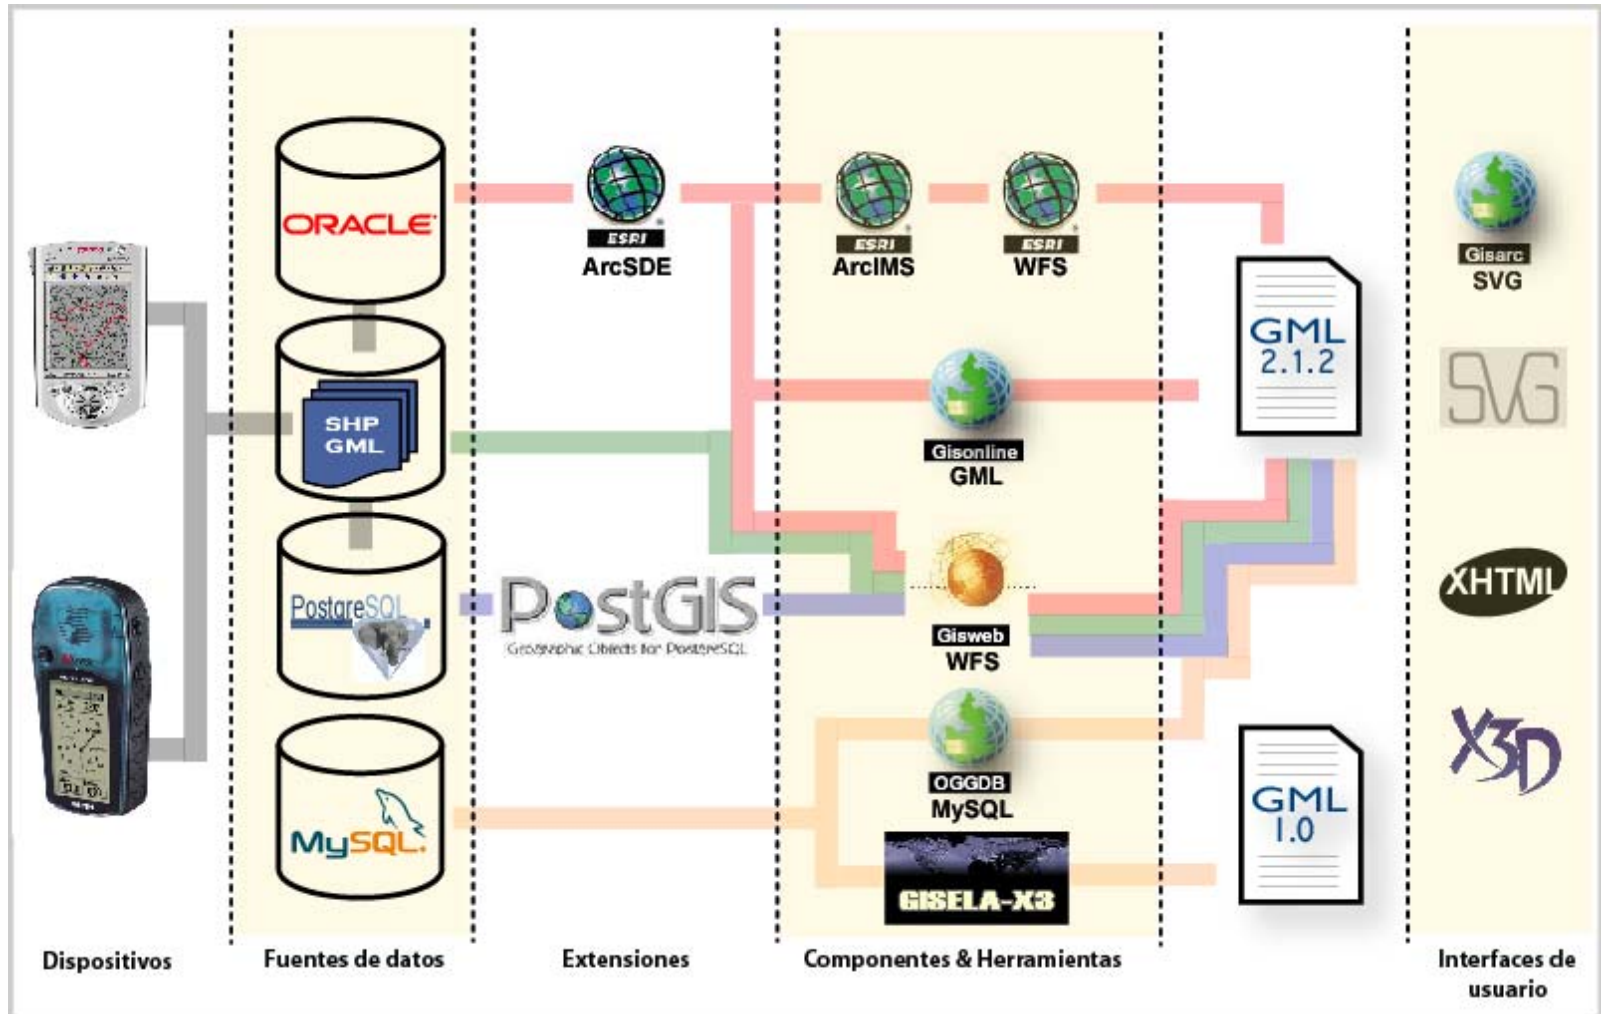 ORACLE
ESRI
ArcSDE
ESRI
ArcIMS
ESRI
WFS
Gisarc
SVG
SHP
GML
GML
2.1.2
SVG
Gisonline
GML
PostgreSQL
PostGIS
Geographic Objects for PostgreSQL
Gisweb
WFS
XHTML
OGGDB
MySQL
X3D
MySQL
GISELA-X3
GML
1.0
Dispositivos
Fuentes de datos
Extensiones
Componentes & Herramientas
Interfaces de
usuario